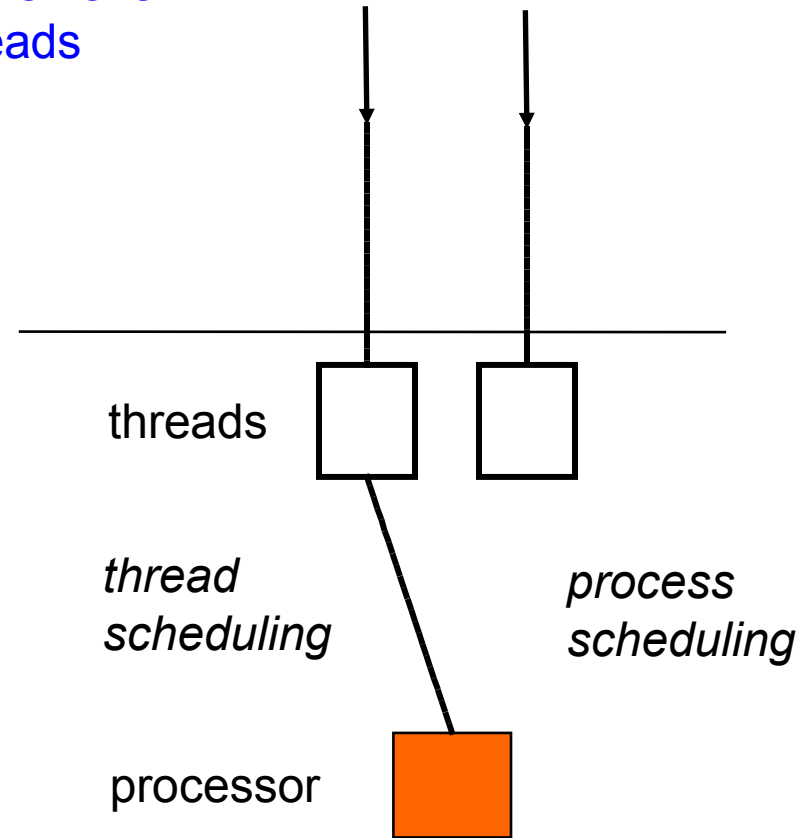 eads
threads
thread
scheduling
process
scheduling
processor